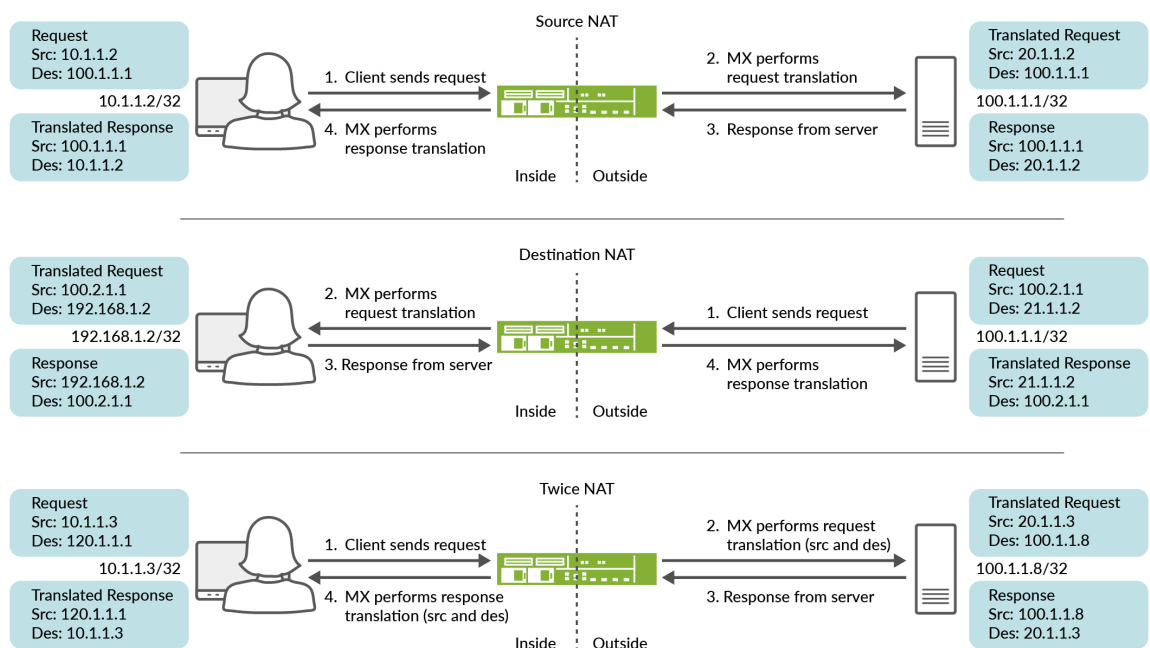 Source NAT
Request
Src: 10.1.1.2
Des: 100.1.1.1
10.1.1.2/32
Translated Response
Src: 100.1.1.1
Des: 10.1.1.2
1. Client sends request
4. MX performs
response translation
2. MX performs
request translation
3. Response from server
Inside
Outside
Translated Request
Src: 20.1.1.2
Des: 100.1.1.1
100.1.1.1/32
Response
Src: 100.1.1.1
Des: 20.1.1.2
Destination NAT
Translated Request
Src: 100.2.1.1
Des: 192.168.1.2
192.168.1.2/32
Response
Src: 192.168.1.2
Des: 100.2.1.1
2. MX performs
request translation
3. Response from server
1. Client sends request
4. MX performs
response translation
Inside
Outside
Request
Src: 100.2.1.1
Des: 21.1.1.2
100.1.1.1/32
Translated Response
Src: 21.1.1.2
Des: 100.2.1.1
Twice NAT
Request
Src: 10.1.1.3
Des: 120.1.1.1
10.1.1.3/32
Translated Response
Src: 120.1.1.1
Des: 10.1.1.3
1. Client sends request
4. MX performs response
translation (src and des)
2. MX performs request
translation (src and des)
3. Response from server
Inside
Outside
Translated Request
Src: 20.1.1.3
Des: 100.1.1.8
100.1.1.8/32
Response
Src: 100.1.1.8
Des: 20.1.1.3